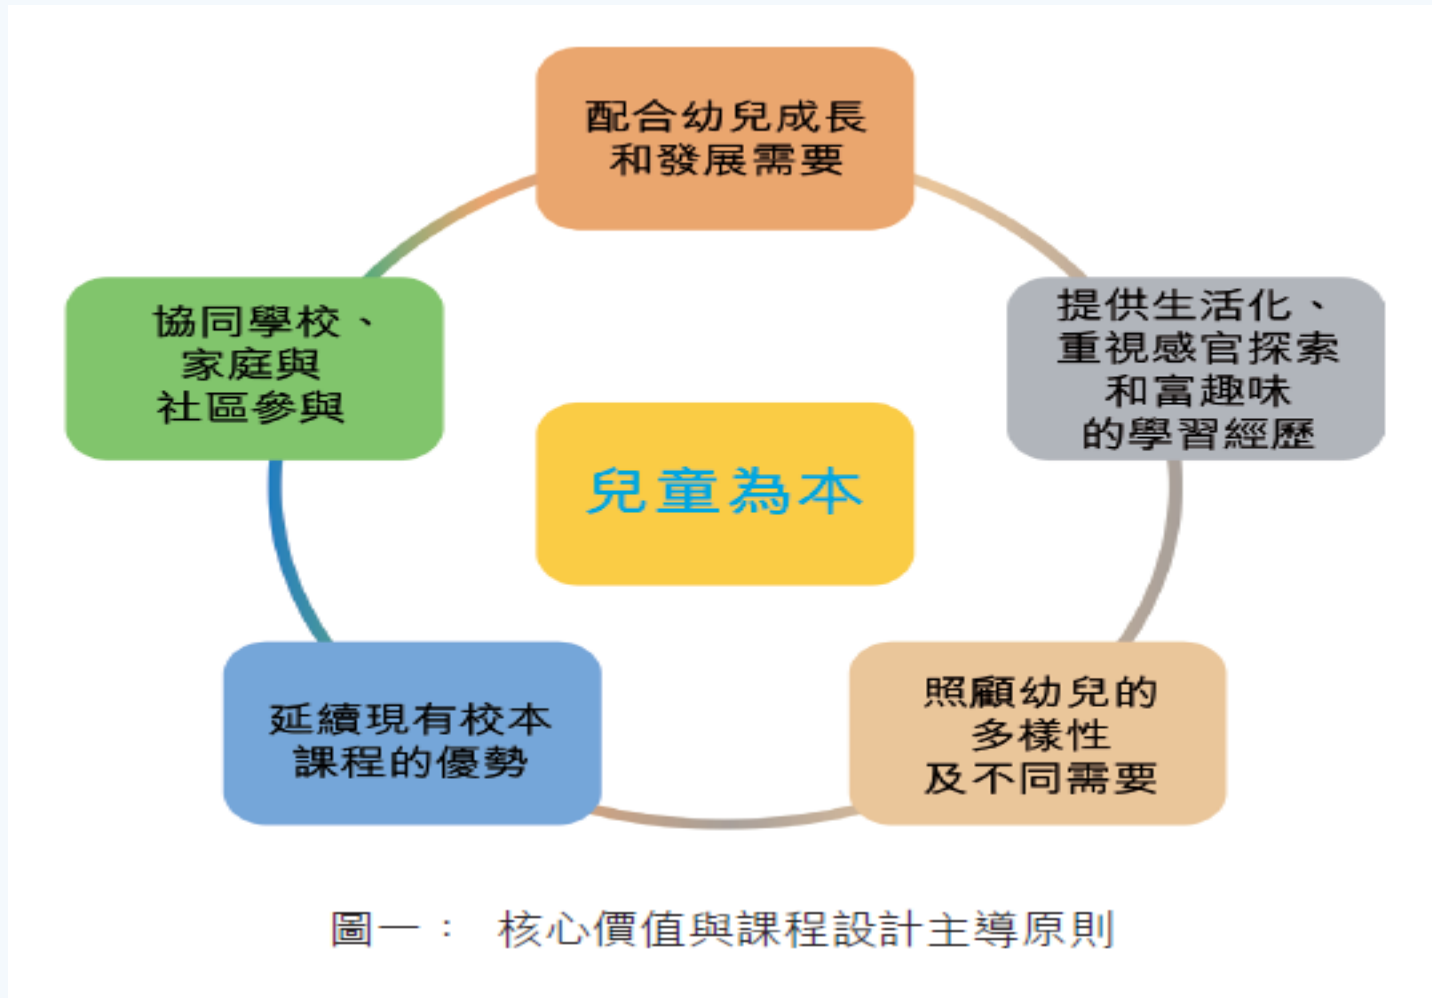 配合幼兒成長
和發展需要
提供生活化、
重視感官探索
和富趣味
的學習經歷
照顧幼兒的
多樣性
及不同需要
延續現有校本
課程的優勢
協同學校、
家庭與
社區參與
兒童為本
圖一： 核心價值與課程設計主導原則